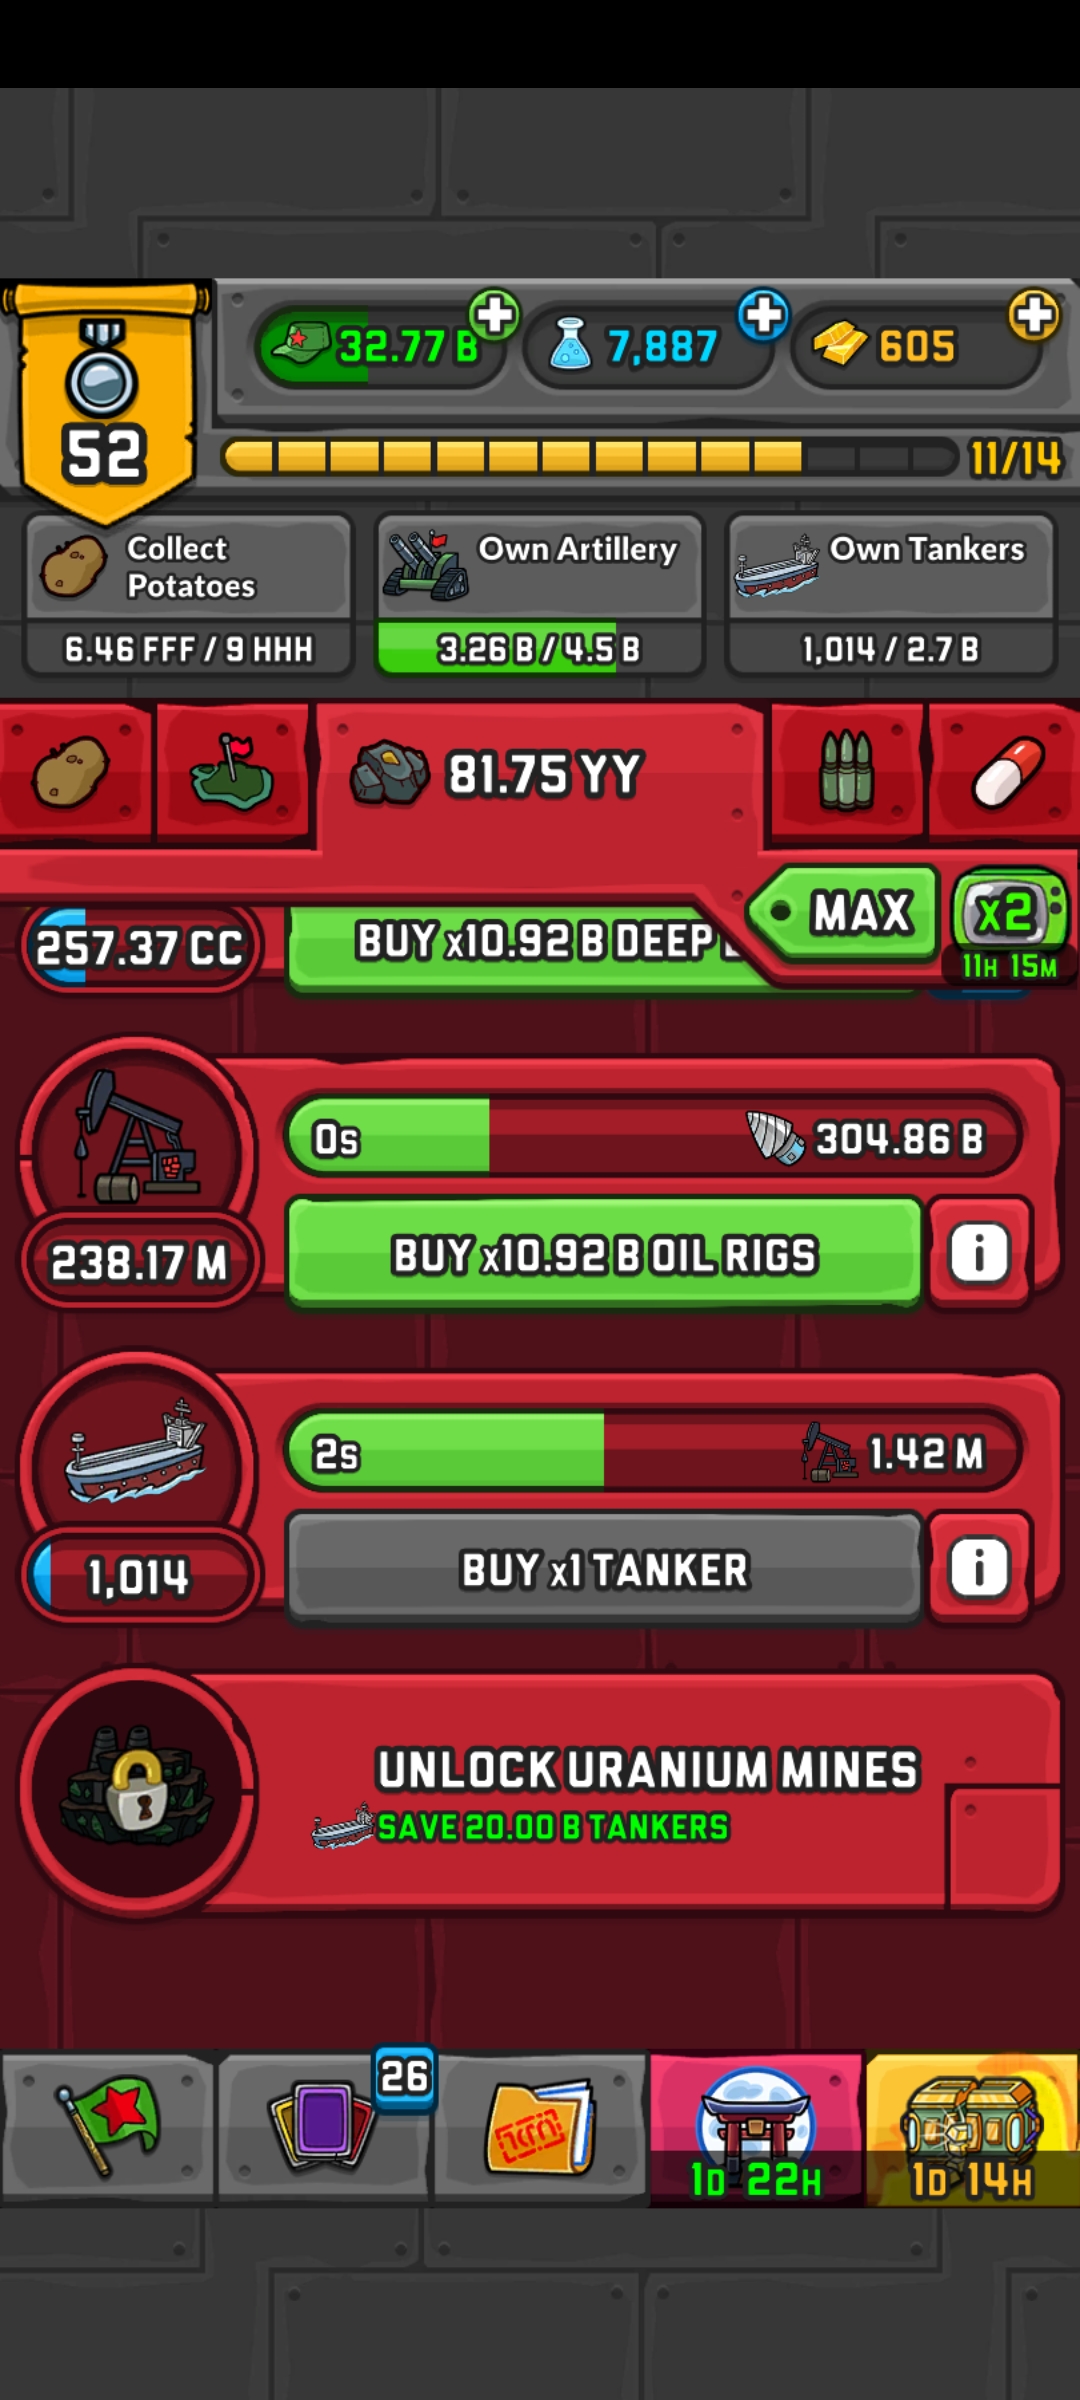 32.77 B
7,887
605
52
11/14
Collect
Potatoes
Own Artillery
Own Tankers
6.46 FFF / 9 HHH
3.26 B / 4.5 B
1,014 / 2.7 B
81.75 YY
MAX
x2
11H 15M
257.37 CC
BUY x10.92 B DEEP
0s
304.86 B
238.17 M
BUY x10.92 B OIL RIGS
i
2s
1.42 M
1,014
BUY x1 TANKER
i
UNLOCK URANIUM MINES
SAVE 20.00 B TANKERS
26
1D 22H
1D 14H